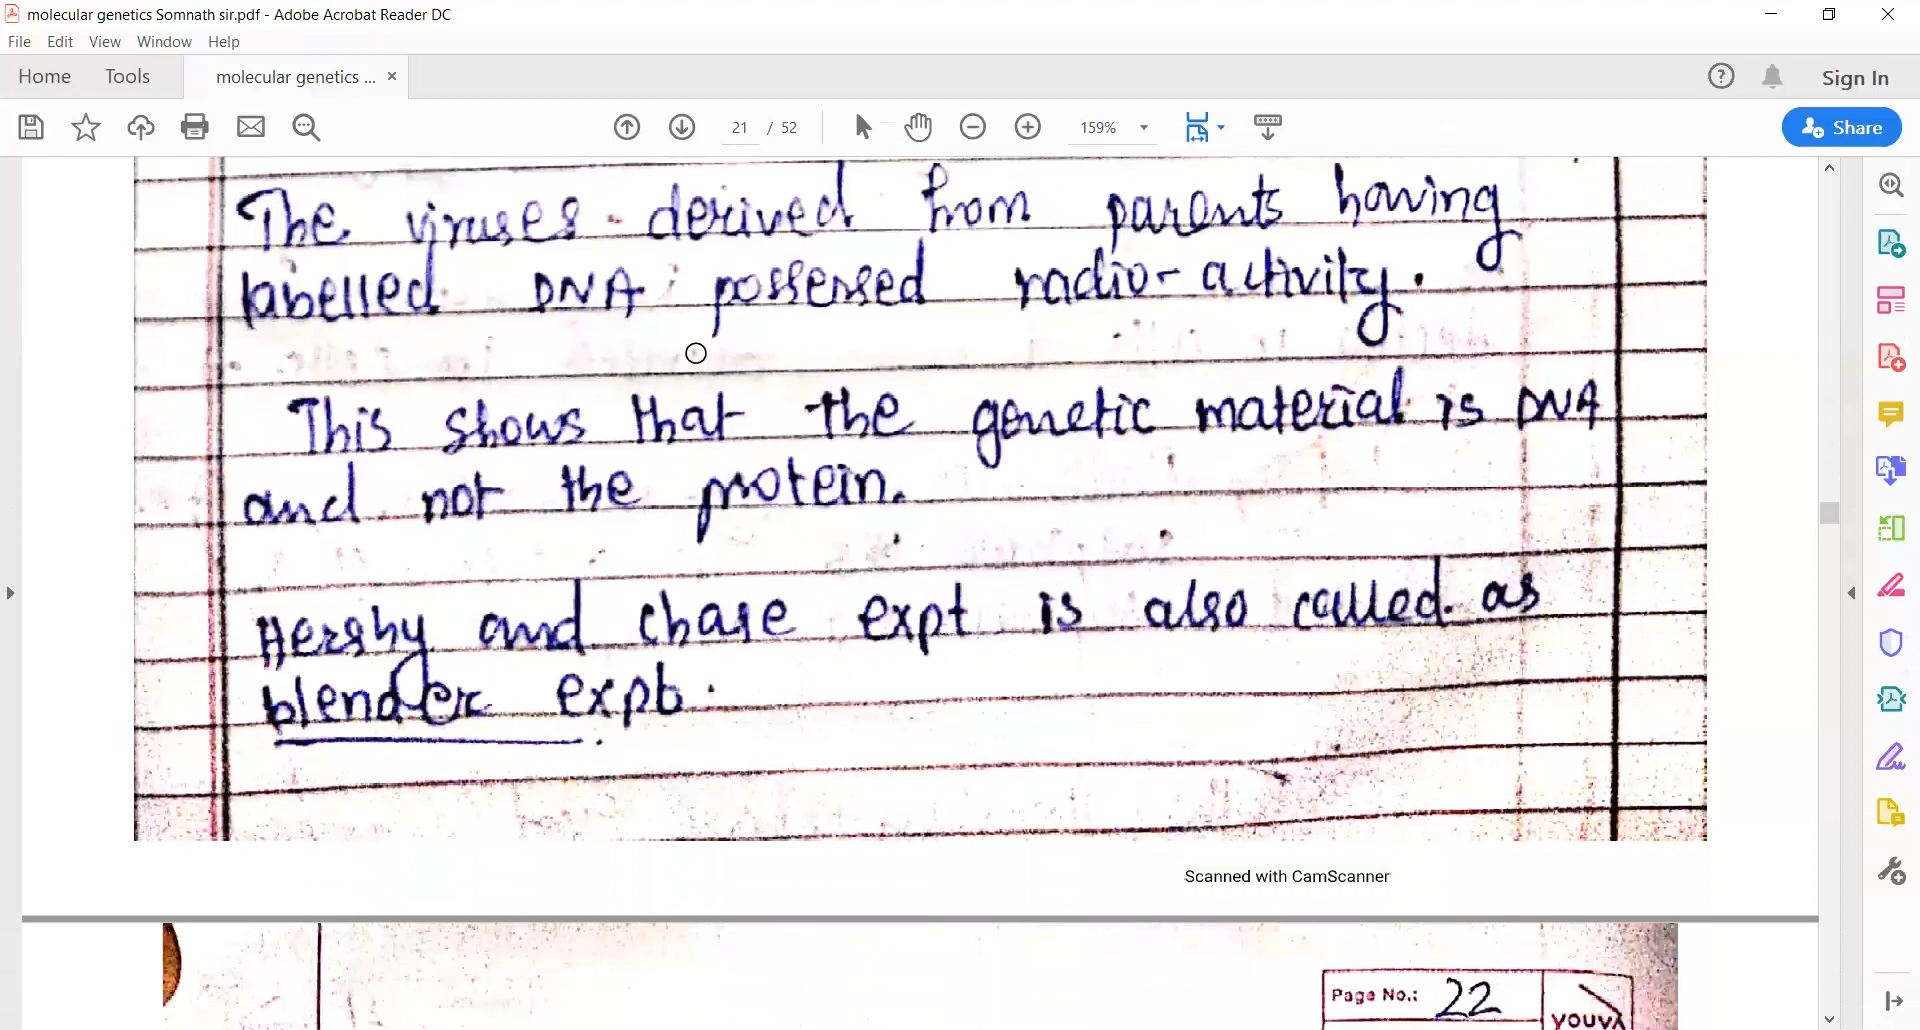 molecular genetics Somnath sir.pdf - Adobe Acrobat Reader DC
File Edit View Window Help
Home Tools molecular genetics ... × Sign In
21 / 52 159% Share
The viruses derived from parents having
labelled DNA possessed radio-activity.
This shows that the genetic material is DNA
and not the protein.
Hershy and chase expt is also called as
blender expt.
Scanned with CamScanner
Page No.: 22
YOUVA